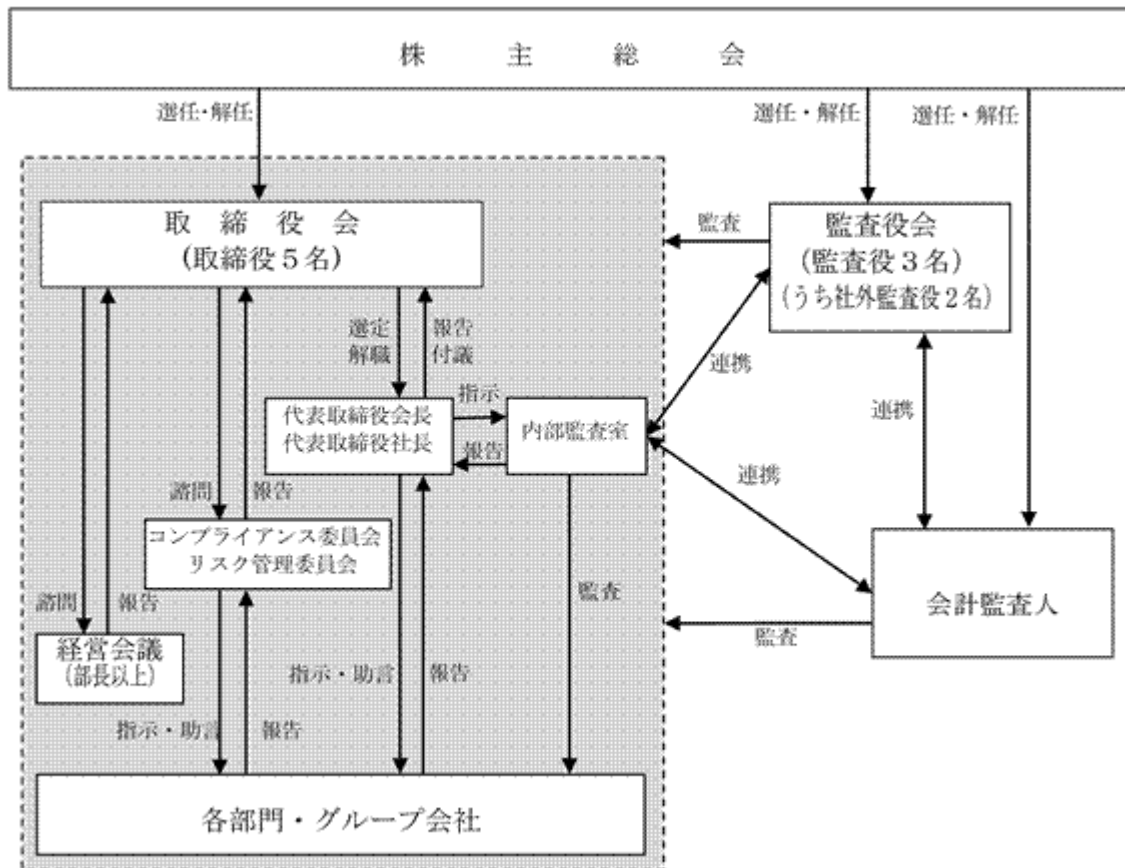 株主総会
選任・解任
選任・解任
選任・解任
取締役会
(取締役５名)
監査
監査役会
(監査役３名)
(うち社外監査役２名)
選定
解職
報告
付議
連携
連携
指示
代表取締役会長
代表取締役社長
内部監査室
報告
連携
諮問
報告
コンプライアンス委員会
リスク管理委員会
監査
会計監査人
諮問
報告
監査
経営会議
(部長以上)
指示・助言
報告
指示・助言
報告
各部門・グループ会社